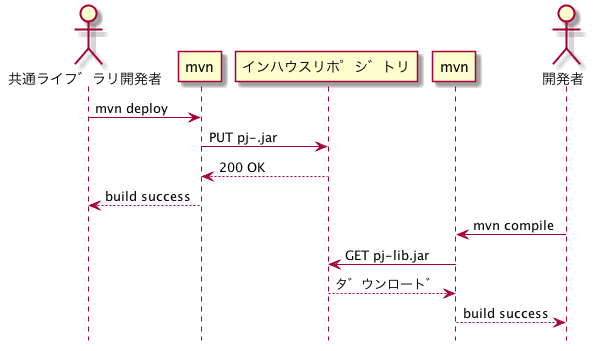 共通ライブラリ開発者
mvn
インハウスリポジトリ
mvn
開発者
mvn deploy
PUT pj-.jar
200 OK
build success
mvn compile
GET pj-lib.jar
ダウンロード
build success